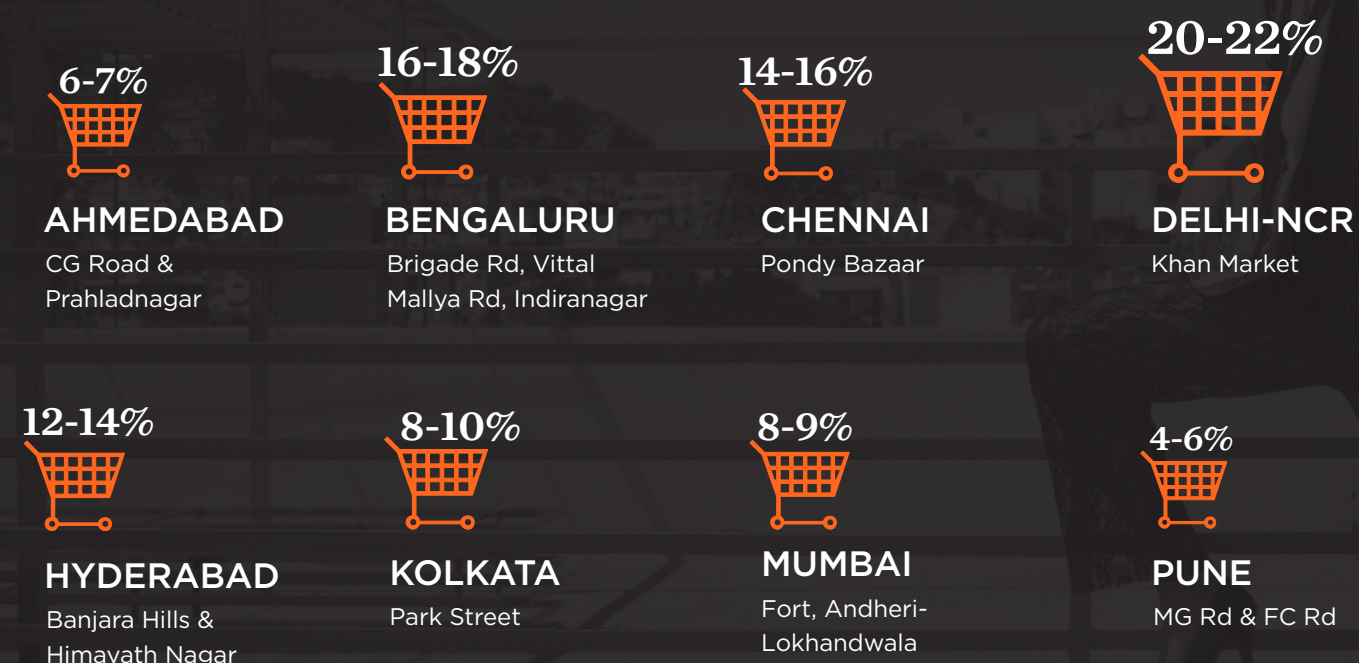 6-7%
16-18%
14-16%
20-22%
AHMEDABAD
CG Road &
Prahladnagar
BENGALURU
Brigade Rd, Vittal
Mallya Rd, Indiranagar
CHENNAI
Pondy Bazaar
DELHI-NCR
Khan Market
12-14%
8-10%
8-9%
4-6%
HYDERABAD
Banjara Hills &
Himayath Nagar
KOLKATA
Park Street
MUMBAI
Fort, Andheri-
Lokhandwala
PUNE
MG Rd & FC Rd